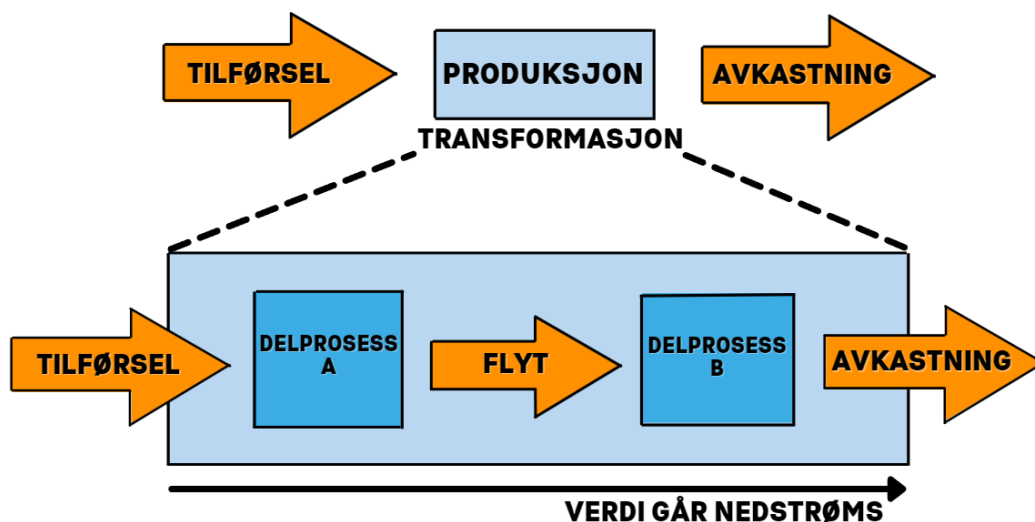 TILFØRSEL
PRODUKSJON
AVKASTNING
TRANSFORMASJON
TILFØRSEL
DELPROSESS
A
FLYT
DELPROSESS
B
AVKASTNING
VERDI GÅR NEDSTRØMS